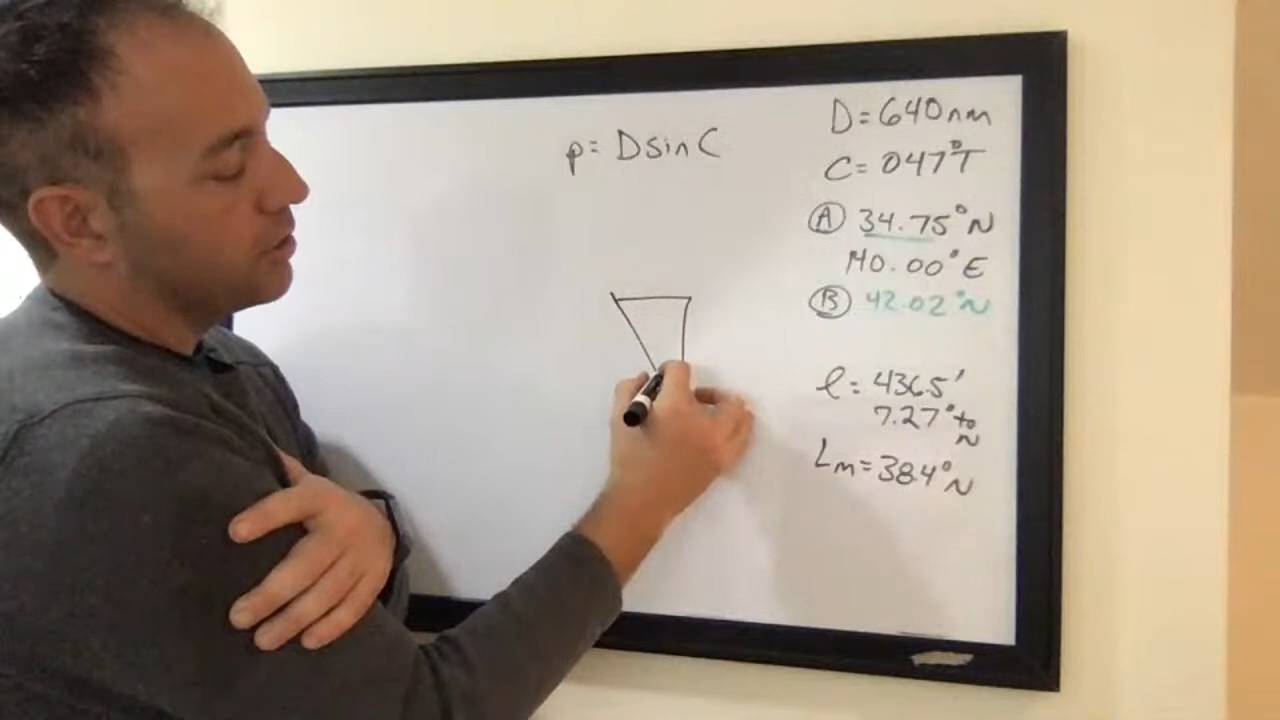 p = D sin C
D = 640 nm
C = 047° T
A 34.75° N
140.00° E
B 42.02° N
l = 436.5'
7.27° to N
Lm = 38.4° N